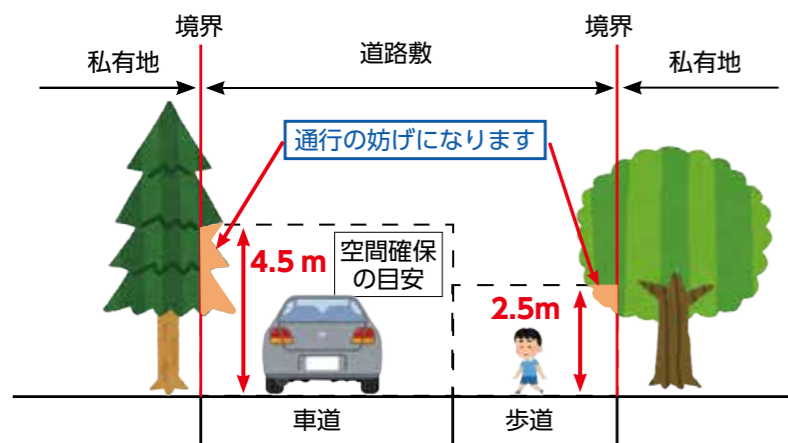 境界
境界
私有地
道路敷
私有地
通行の妨げになります
4.5 m
空間確保
の目安
2.5m
車道
歩道